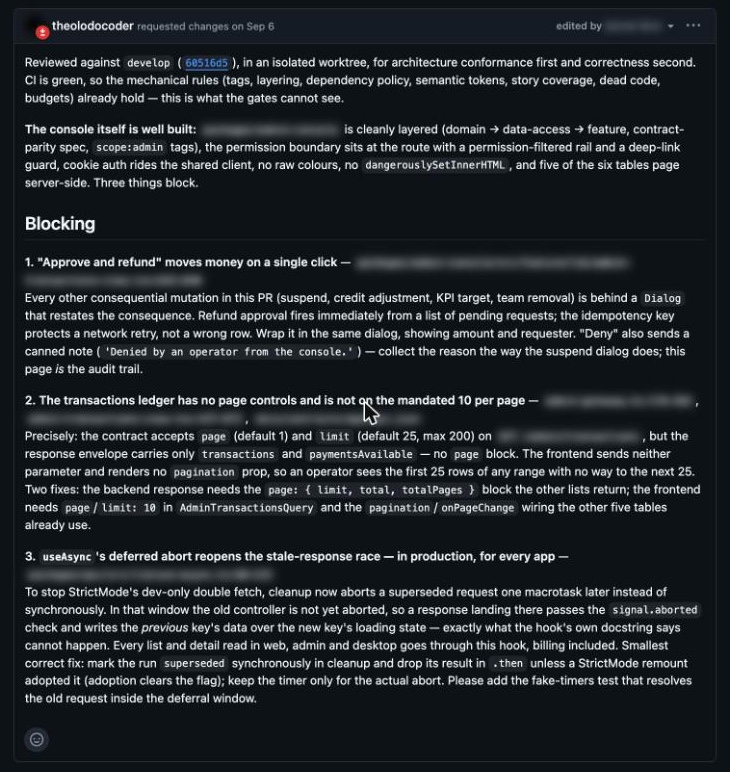 theolodocoder requested changes on Sep 6
edited by
Reviewed against develop ( 60516d5 ), in an isolated worktree, for architecture conformance first and correctness second.
CI is green, so the mechanical rules (tags, layering, dependency policy, semantic tokens, story coverage, dead code,
budgets) already hold — this is what the gates cannot see.
The console itself is well built: is cleanly layered (domain → data-access → feature, contract-
parity spec, scope:admin tags), the permission boundary sits at the route with a permission-filtered rail and a deep-link
guard, cookie auth rides the shared client, no raw colours, no dangerouslySetInnerHTML , and five of the six tables page
server-side. Three things block.
Blocking
1. "Approve and refund" moves money on a single click —
Every other consequential mutation in this PR (suspend, credit adjustment, KPI target, team removal) is behind a Dialog
that restates the consequence. Refund approval fires immediately from a list of pending requests; the idempotency key
protects a network retry, not a wrong row. Wrap it in the same dialog, showing amount and requester. "Deny" also sends a
canned note ( 'Denied by an operator from the console.' ) — collect the reason the way the suspend dialog does; this
page is the audit trail.
2. The transactions ledger has no page controls and is not on the mandated 10 per page — ,
,
Precisely: the contract accepts page (default 1) and limit (default 25, max 200) on , but the
response envelope carries only transactions and paymentsAvailable — no page block. The frontend sends neither
parameter and renders no pagination prop, so an operator sees the first 25 rows of any range with no way to the next 25.
Two fixes: the backend response needs the page: { limit, total, totalPages } block the other lists return; the frontend
needs page / limit: 10 in AdminTransactionsQuery and the pagination / onPageChange wiring the other five tables
already use.
3. useAsync 's deferred abort reopens the stale-response race — in production, for every app —
To stop StrictMode's dev-only double fetch, cleanup now aborts a superseded request one macrotask later instead of
synchronously. In that window the old controller is not yet aborted, so a response landing there passes the signal.aborted
check and writes the previous key's data over the new key's loading state — exactly what the hook's own docstring says
cannot happen. Every list and detail read in web, admin and desktop goes through this hook, billing included. Smallest
correct fix: mark the run superseded synchronously in cleanup and drop its result in .then unless a StrictMode remount
adopted it (adoption clears the flag); keep the timer only for the actual abort. Please add the fake-timers test that resolves
the old request inside the deferral window.